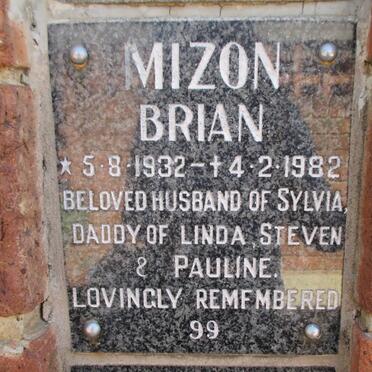 MIZON
BRIAN
★ 5·8·1932 – † 4·2·1982
BELOVED HUSBAND OF SYLVIA,
DADDY OF LINDA, STEVEN
& PAULINE.
LOVINGLY REMEMBERED
99